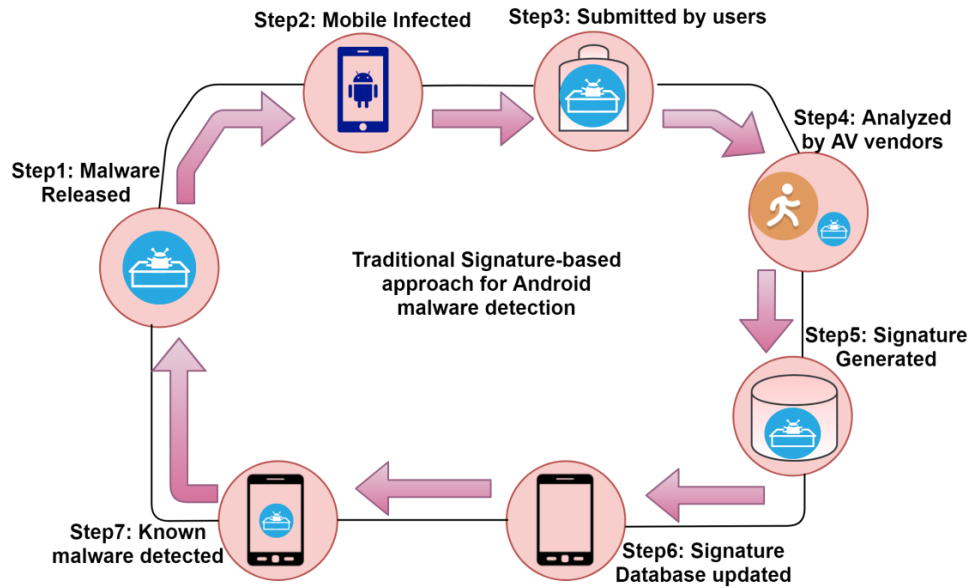 Step1: Malware
Released
Step2: Mobile Infected
Step3: Submitted by users
Step4: Analyzed
by AV vendors
Step5: Signature
Generated
Step6: Signature
Database updated
Step7: Known
malware detected
Traditional Signature-based
approach for Android
malware detection